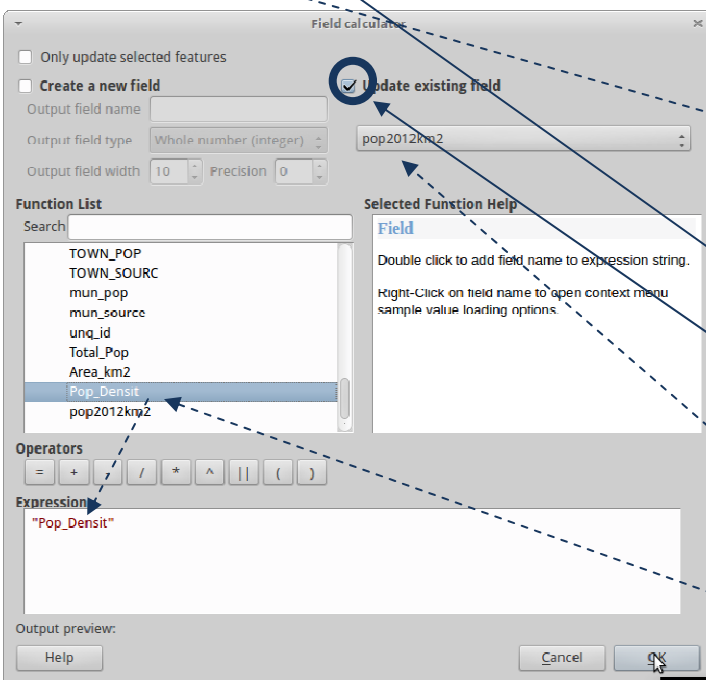 Field calculator
Only update selected features
Create a new field
Update existing field
Output field name
Output field type Whole number (integer)
pop2012km2
Output field width 10 Precision 0
Function List
Selected Function Help
Search
Field
TOWN_POP
TOWN_SOURC
mun_pop
mun_source
unq_id
Total_Pop
Area_km2
Pop_Densit
pop2012km2
Double click to add field name to expression string.
Right-Click on field name to open context menu
sample value loading options.
Operators
= + - / * ^ || ( )
Expression
"Pop_Densit"
Output preview:
Help
Cancel
OK